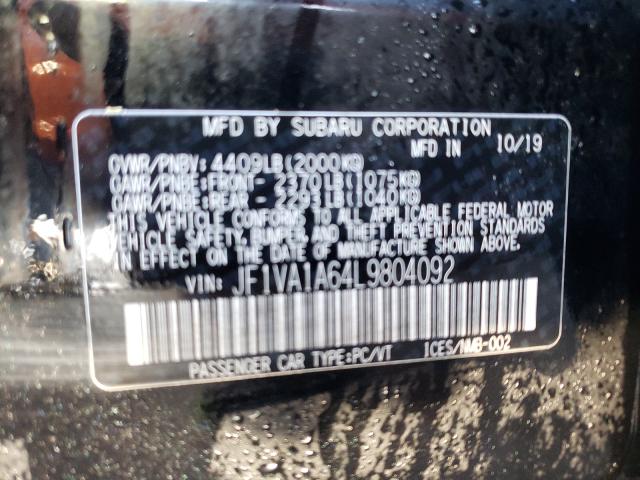 MFD BY SUBARU CORPORATION
MFD IN 10/19
GVWR/PNBV: 4409LB(2000KG)
GAWR/PNBE:FRONT - 2370LB(1075KG)
GAWR/PNBE:REAR - 2293LB(1040KG)
THIS VEHICLE CONFORMS TO ALL APPLICABLE FEDERAL MOTOR
VEHICLE SAFETY, BUMPER AND THEFT PREVENTION STANDARDS
IN EFFECT ON THE DATE OF MANUFACTURE SHOWN ABOVE.
VIN: JF1VA1A64L9804092
PASSENGER CAR TYPE:PC/VT ICES/NMB-002